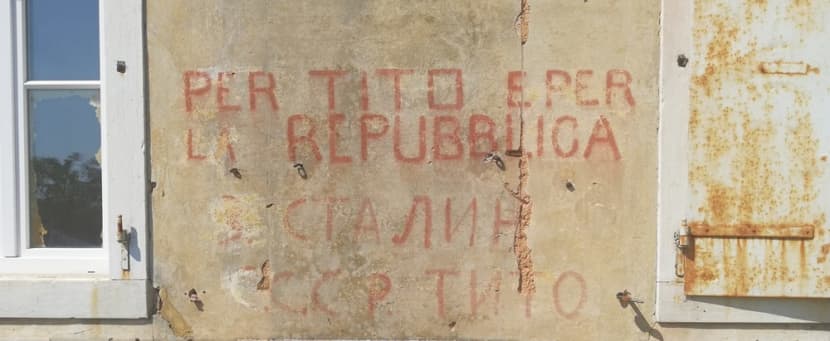 PER TITO E PER
LA REPUBBLICA
СТАЛИН
СССР ТИТО